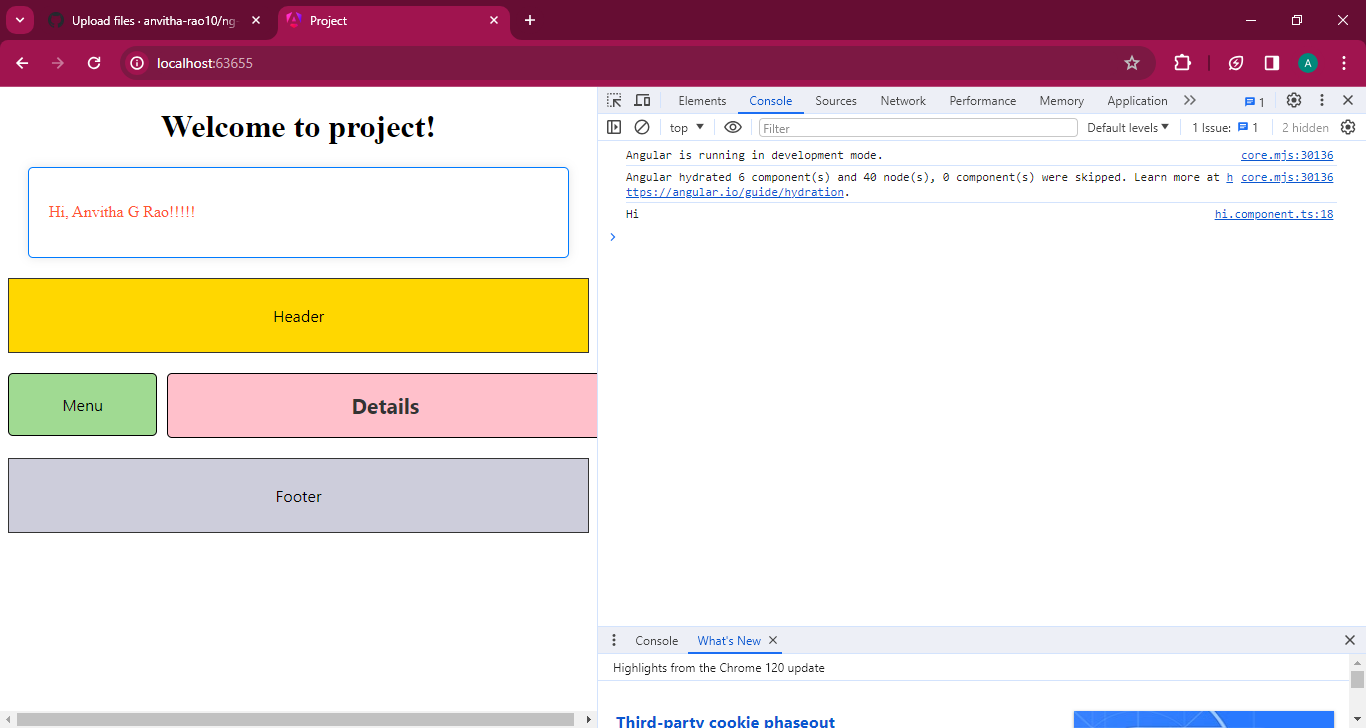 Upload files · anvitha-rao10/ng-
Project
localhost:63655
A
Welcome to project!
Hi, Anvitha G Rao!!!!!
Header
Menu
Details
Footer
Elements Console Sources Network Performance Memory Application 1
top Filter Default levels 1 Issue: 1 2 hidden
Angular is running in development mode. core.mjs:30136
Angular hydrated 6 component(s) and 40 node(s), 0 component(s) were skipped. Learn more at h core.mjs:30136
ttps://angular.io/guide/hydration.
Hi hi.component.ts:18
Console What's New
Highlights from the Chrome 120 update
Third-party cookie phaseout